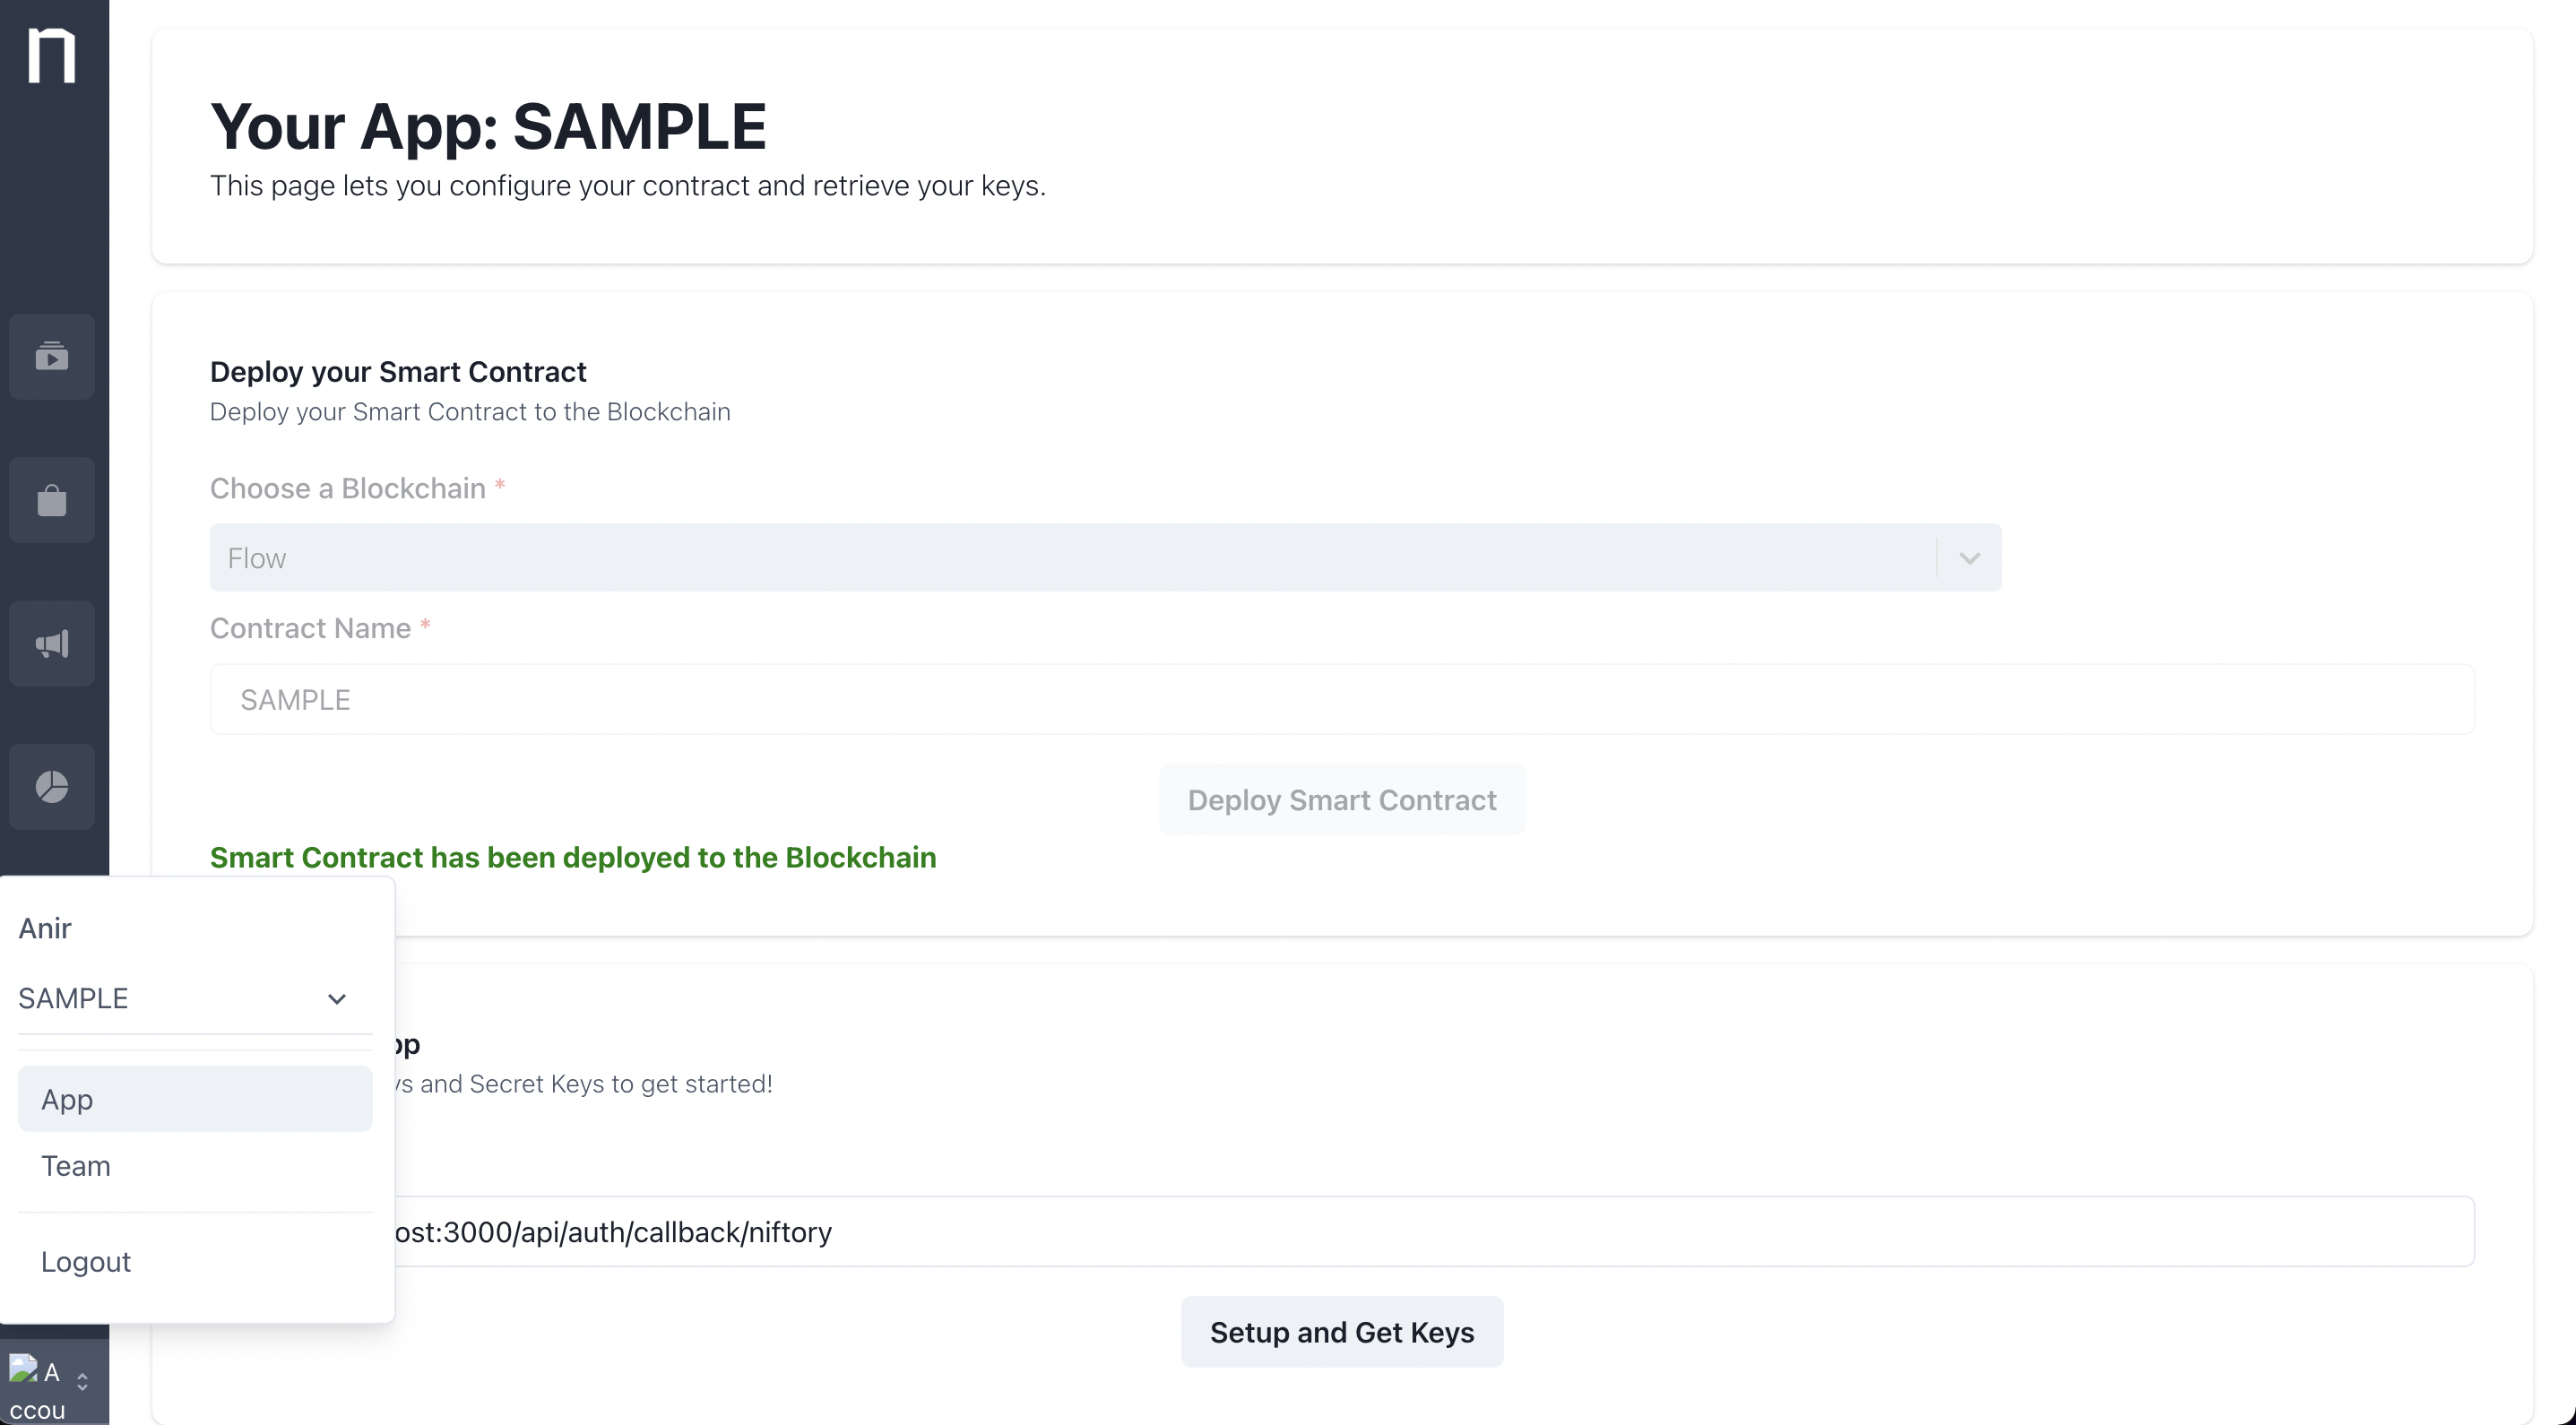 n
Your App: SAMPLE
This page lets you configure your contract and retrieve your keys.
Deploy your Smart Contract
Deploy your Smart Contract to the Blockchain
Choose a Blockchain *
Flow
Contract Name *
SAMPLE
Deploy Smart Contract
Smart Contract has been deployed to the Blockchain
Anir
SAMPLE
App
Team
Logout
pp
ys and Secret Keys to get started!
ost:3000/api/auth/callback/niftory
Setup and Get Keys
A
ccou